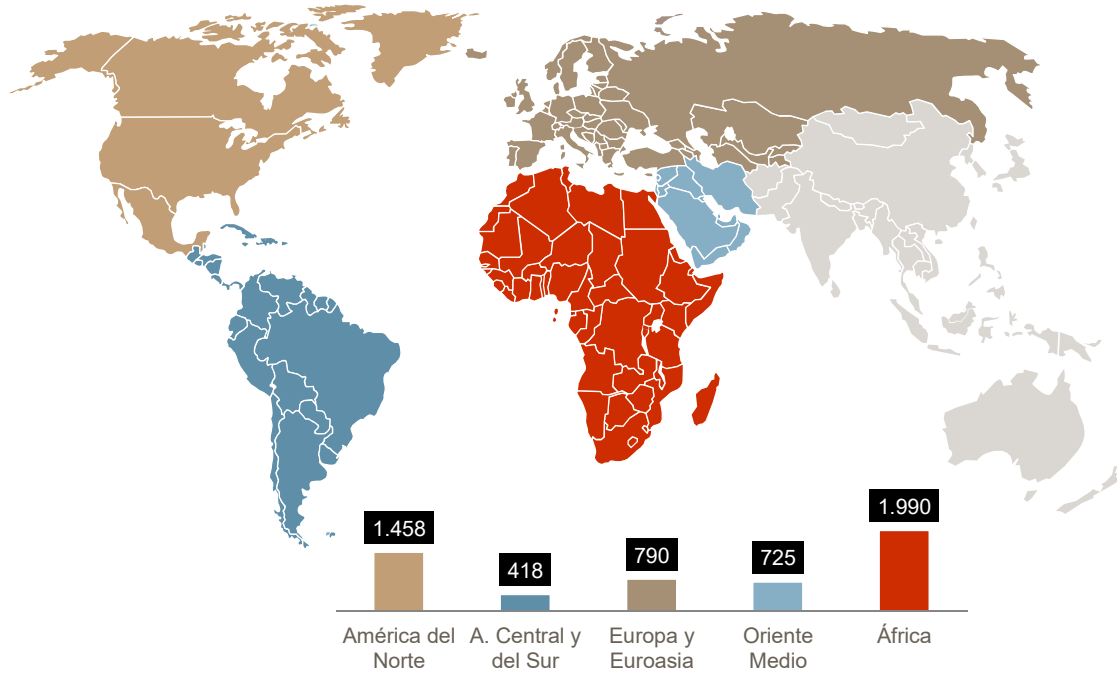 1.458
418
790
725
1.990
América del
Norte
A. Central y
del Sur
Europa y
Euroasia
Oriente
Medio
África